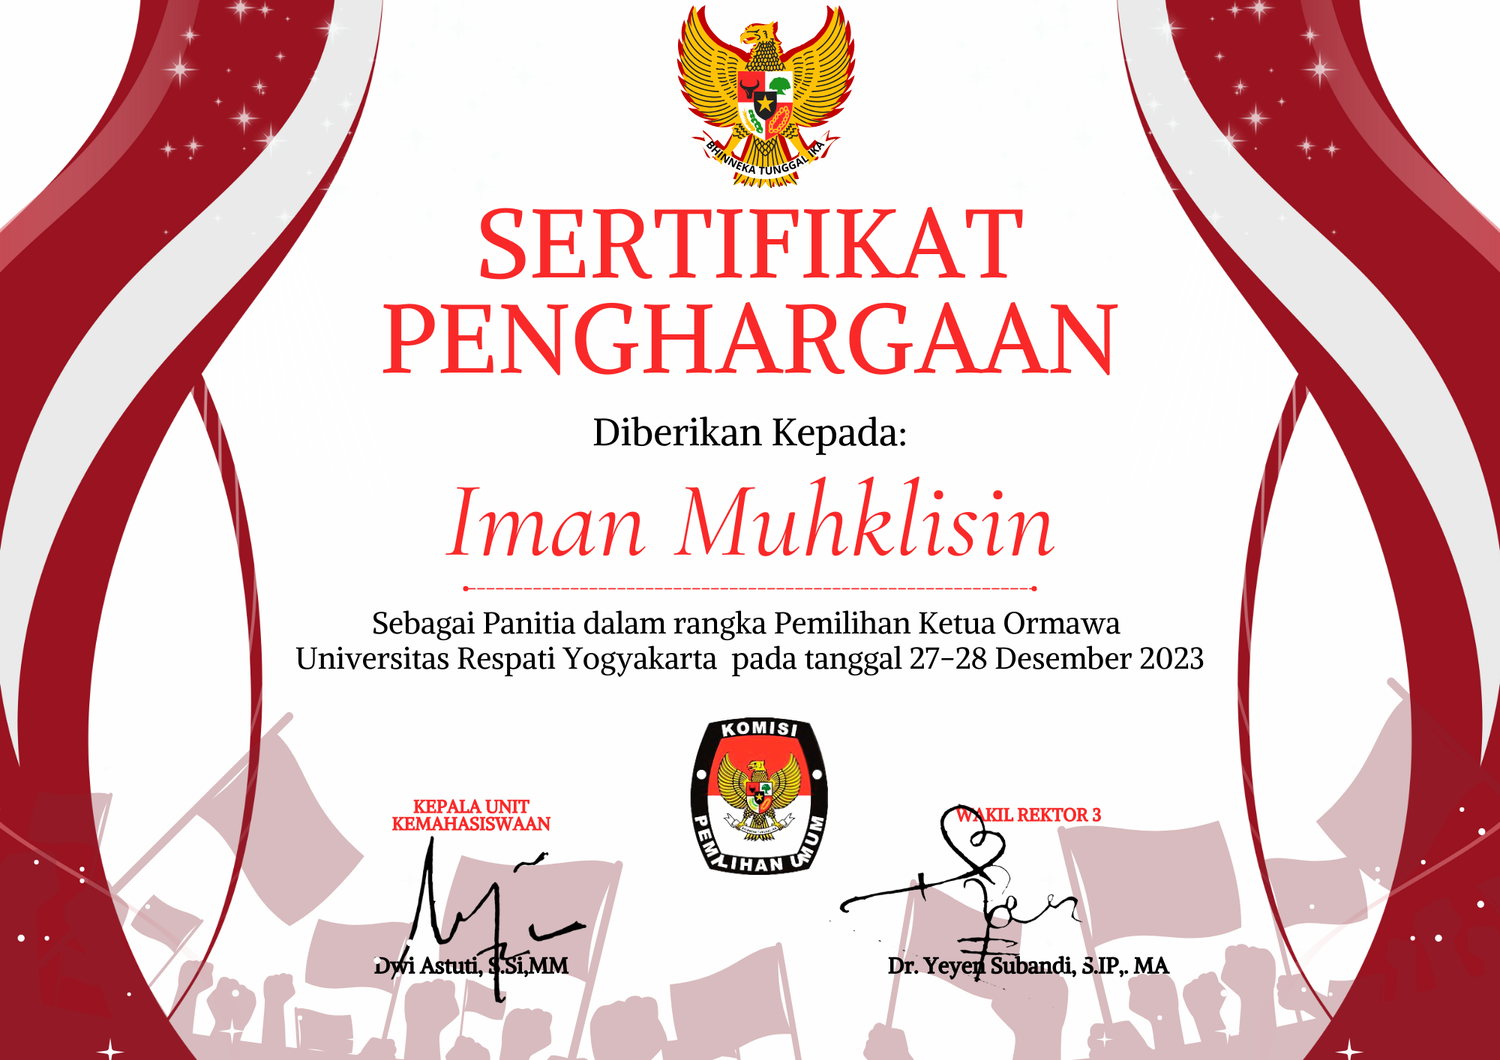 BHINNEKA TUNGGAL IKA
SERTIFIKAT
PENGHARGAAN
Diberikan Kepada:
Iman Muhklisin
Sebagai Panitia dalam rangka Pemilihan Ketua Ormawa
Universitas Respati Yogyakarta pada tanggal 27-28 Desember 2023
KOMISI
PEMILIHAN UMUM
KEPALA UNIT
KEMAHASISWAAN
WAKIL REKTOR 3
Dwi Astuti, S.Si,MM
Dr. Yeyen Subandi, S.IP,. MA